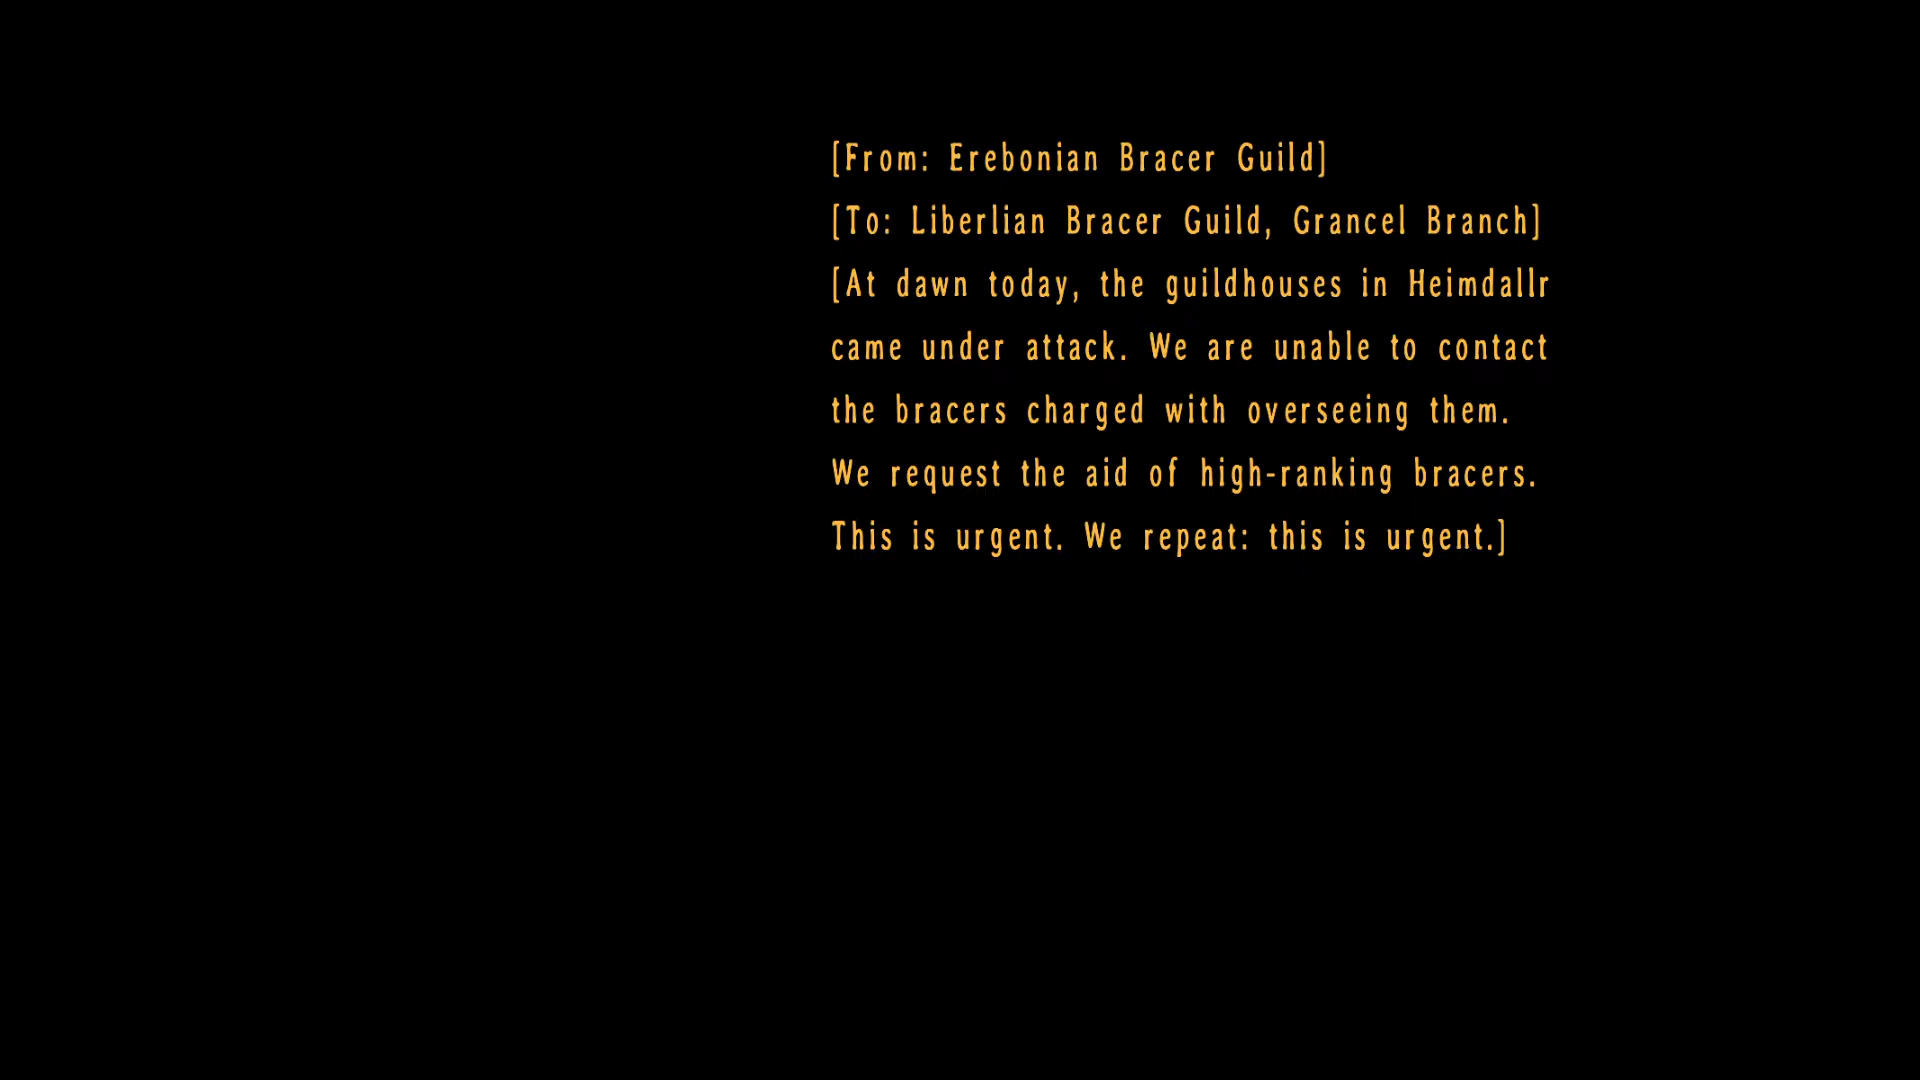 [From: Erebonian Bracer Guild]
[To: Liberlian Bracer Guild, Grancel Branch]
[At dawn today, the guildhouses in Heimdallr
came under attack. We are unable to contact
the bracers charged with overseeing them.
We request the aid of high-ranking bracers.
This is urgent. We repeat: this is urgent.]